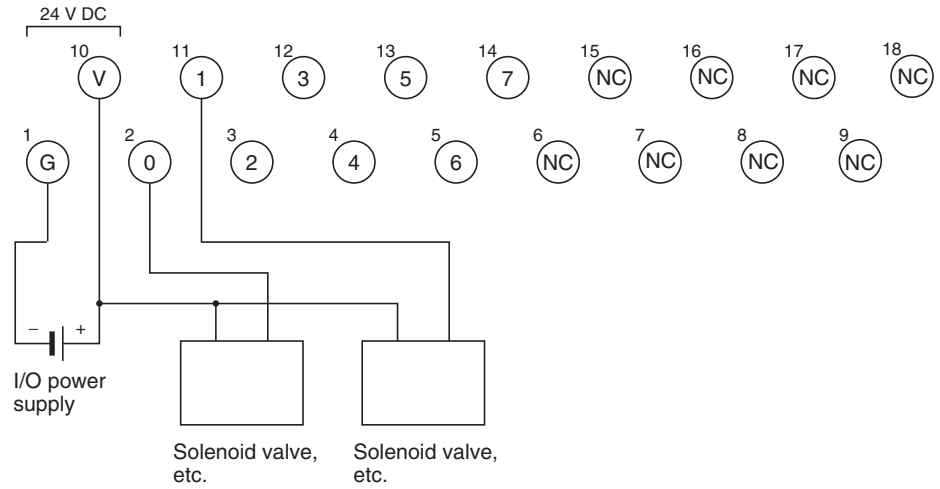 24 V DC
10 11 12 13 14 15 16 17 18
V 1 3 5 7 NC NC NC NC
1 2 3 4 5 6 7 8 9
G 0 2 4 6 NC NC NC NC
− +
I/O power
supply
Solenoid valve,
etc.
Solenoid valve,
etc.